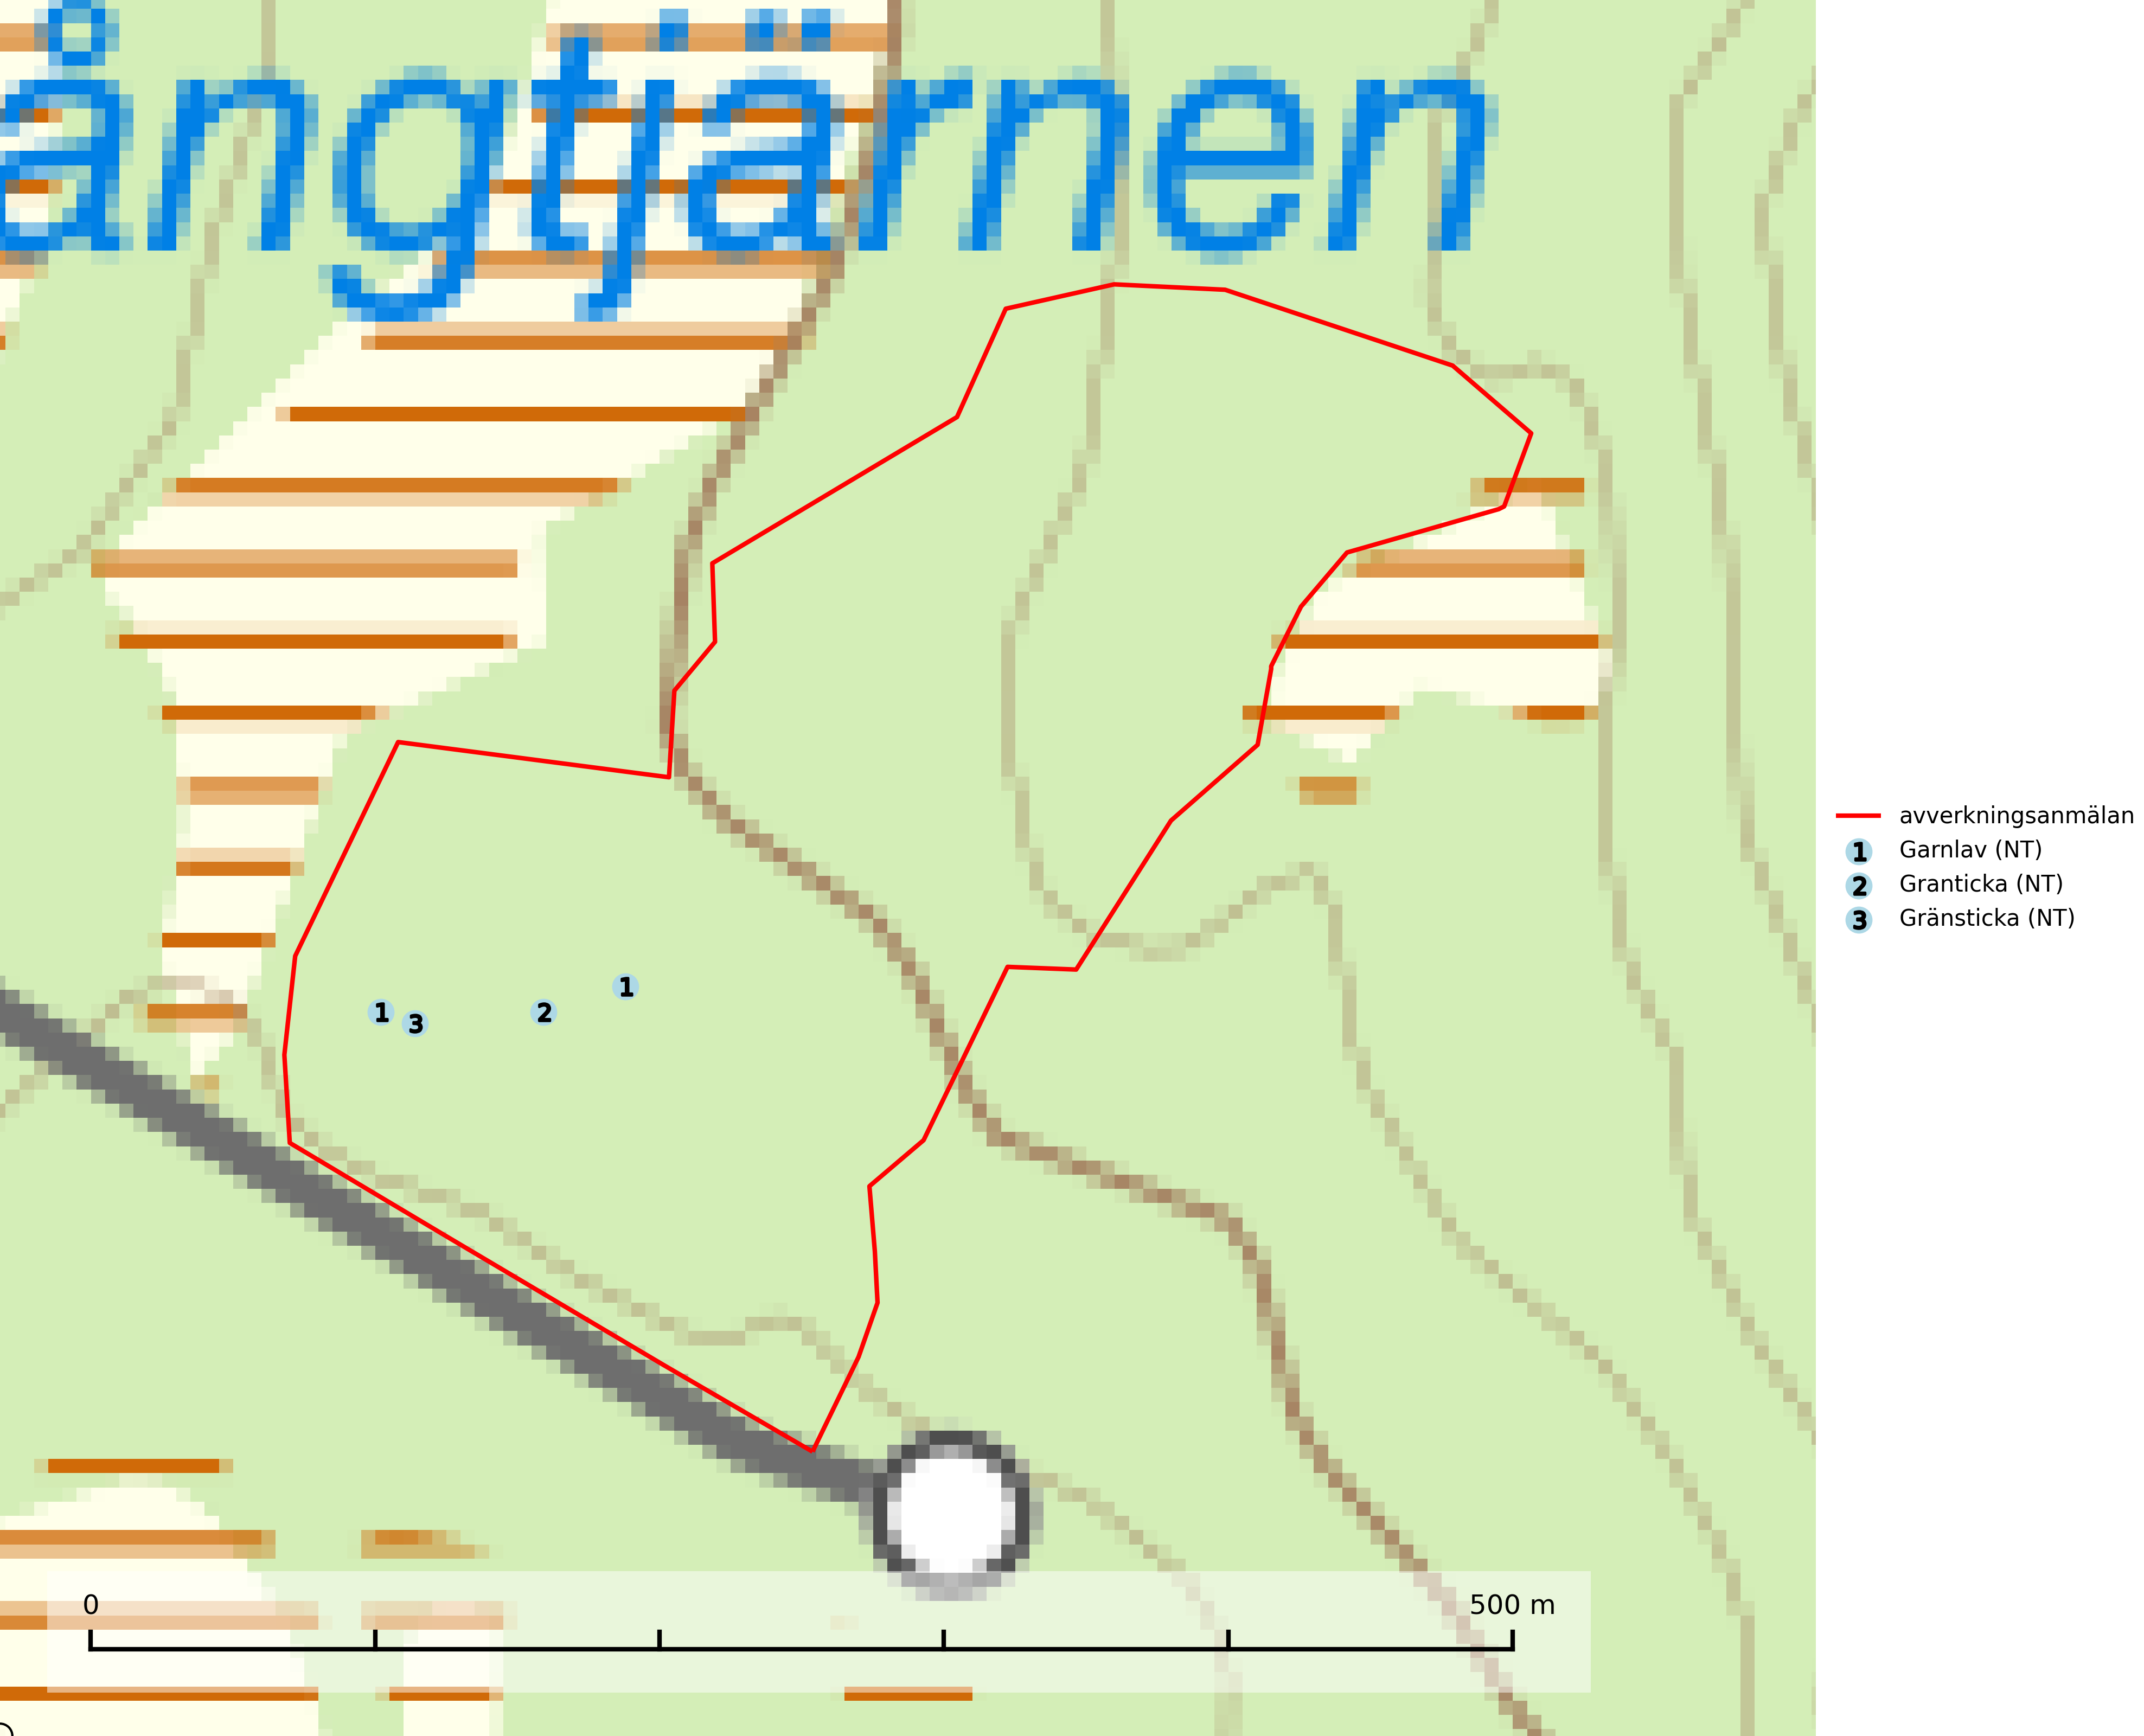 ångtjärnen
avverkningsanmälan
1 Garnlav (NT)
2 Granticka (NT)
3 Gränsticka (NT)
1
1 3 2
0 500 m